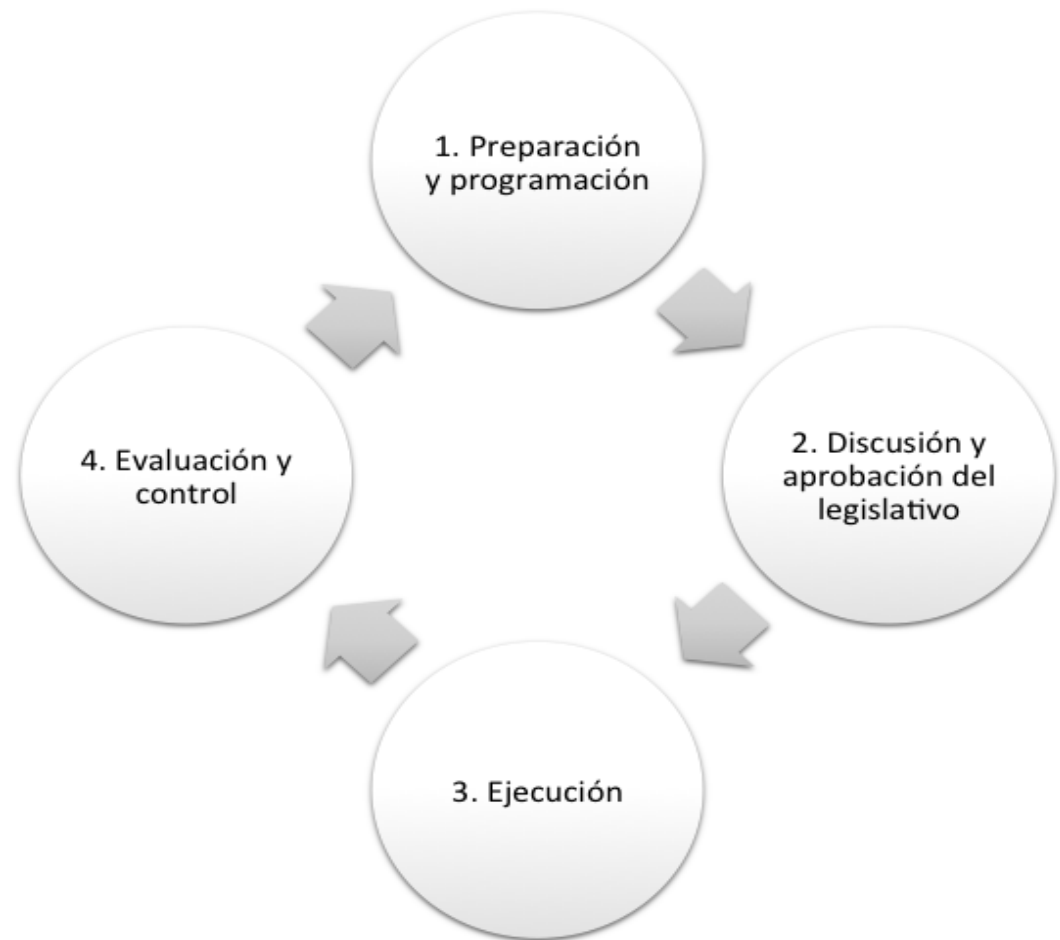 1. Preparación
y programación
2. Discusión y
aprobación del
legislativo
3. Ejecución
4. Evaluación y
control